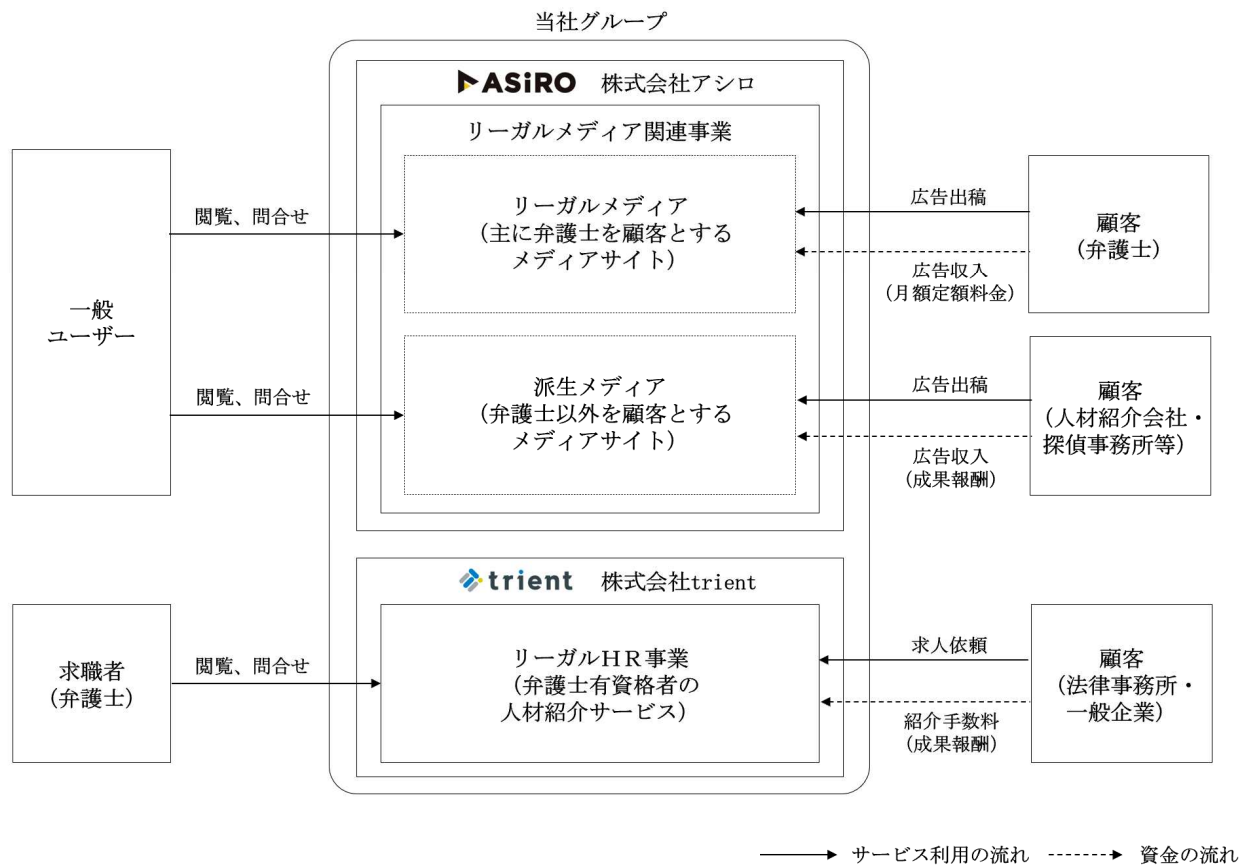 当社グループ
ASiRO 株式会社アシロ
リーガルメディア関連事業
一般
ユーザー
閲覧、問合せ
リーガルメディア
(主に弁護士を顧客とする
メディアサイト)
広告出稿
広告収入
(月額定額料金)
顧客
(弁護士)
閲覧、問合せ
派生メディア
(弁護士以外を顧客とする
メディアサイト)
広告出稿
広告収入
(成果報酬)
顧客
(人材紹介会社・
探偵事務所等)
trient 株式会社trient
求職者
(弁護士)
閲覧、問合せ
リーガルHR事業
(弁護士有資格者の
人材紹介サービス)
求人依頼
紹介手数料
(成果報酬)
顧客
(法律事務所・
一般企業)
サービス利用の流れ
資金の流れ